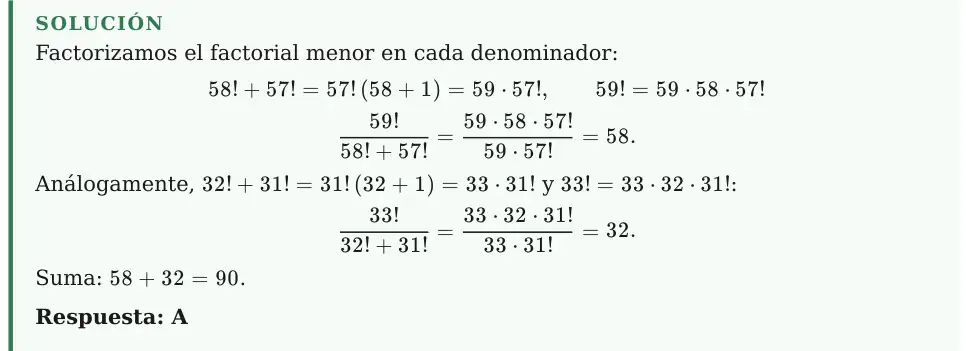 SOLUCIÓN
Factorizamos el factorial menor en cada denominador:
58! + 57! = 57! (58 + 1) = 59 · 57!, 59! = 59 · 58 · 57!
59! / (58! + 57!) = (59 · 58 · 57!) / (59 · 57!) = 58.
Análogamente, 32! + 31! = 31! (32 + 1) = 33 · 31! y 33! = 33 · 32 · 31!:
33! / (32! + 31!) = (33 · 32 · 31!) / (33 · 31!) = 32.
Suma: 58 + 32 = 90.
Respuesta: A